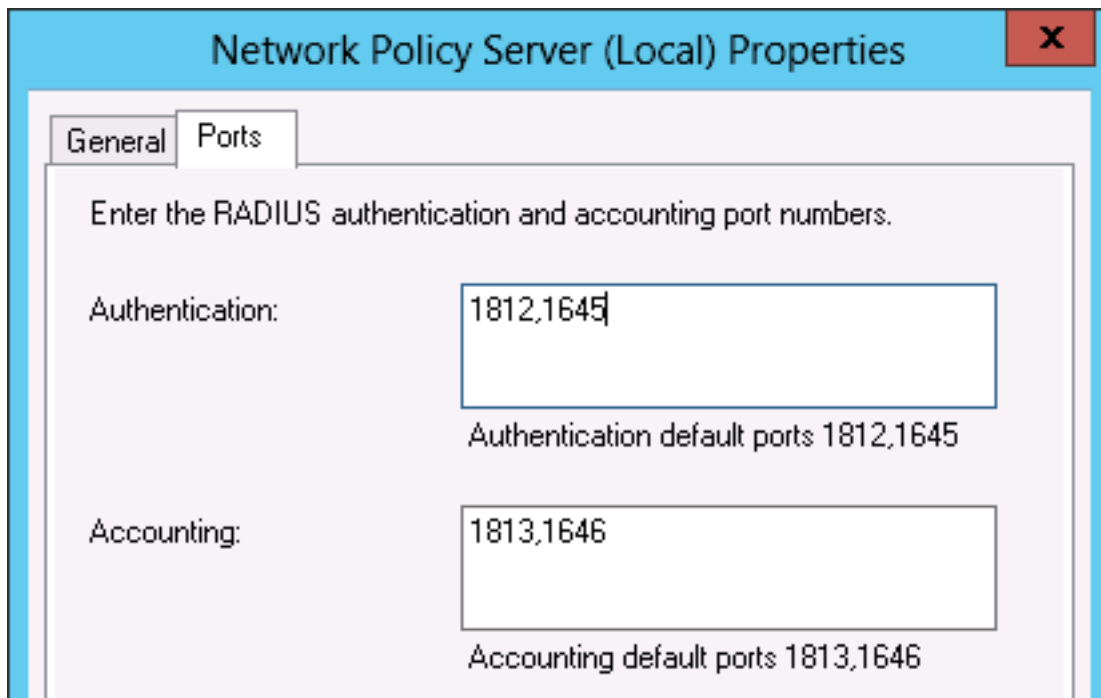 Network Policy Server (Local) Properties
x
General
Ports
Enter the RADIUS authentication and accounting port numbers.
Authentication:
1812,1645
Authentication default ports 1812,1645
Accounting:
1813,1646
Accounting default ports 1813,1646